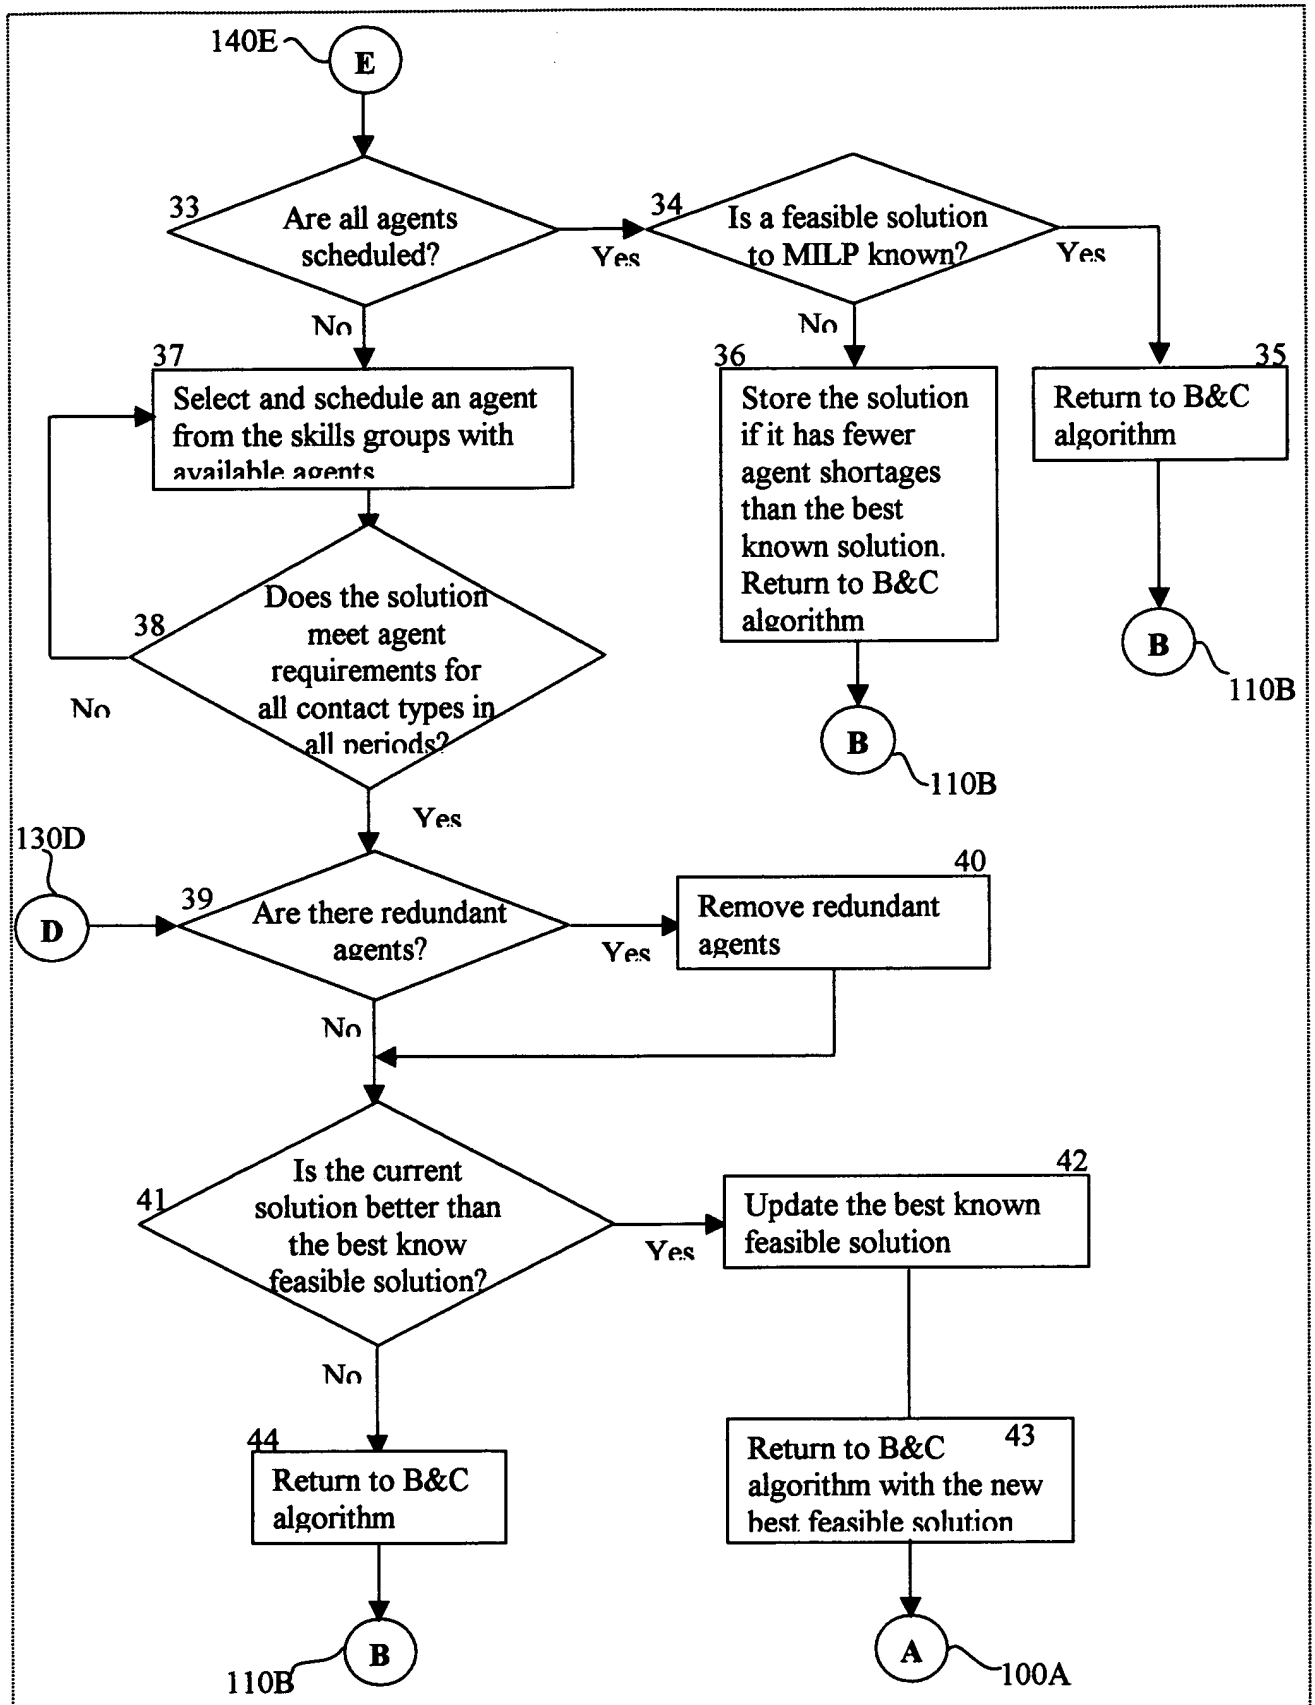 140E
E
33
Are all agents
scheduled?
Yes
No
34
Is a feasible solution
to MILP known?
Yes
No
37
Select and schedule an agent
from the skills groups with
available agents
36
Store the solution
if it has fewer
agent shortages
than the best
known solution.
Return to B&C
algorithm
35
Return to B&C
algorithm
B
110B
B
110B
38
Does the solution
meet agent
requirements for
all contact types in
all periods?
No
Yes
130D
D
39
Are there redundant
agents?
Yes
No
40
Remove redundant
agents
41
Is the current
solution better than
the best know
feasible solution?
Yes
No
42
Update the best known
feasible solution
44
Return to B&C
algorithm
43
Return to B&C
algorithm with the new
best feasible solution
B
110B
A
100A